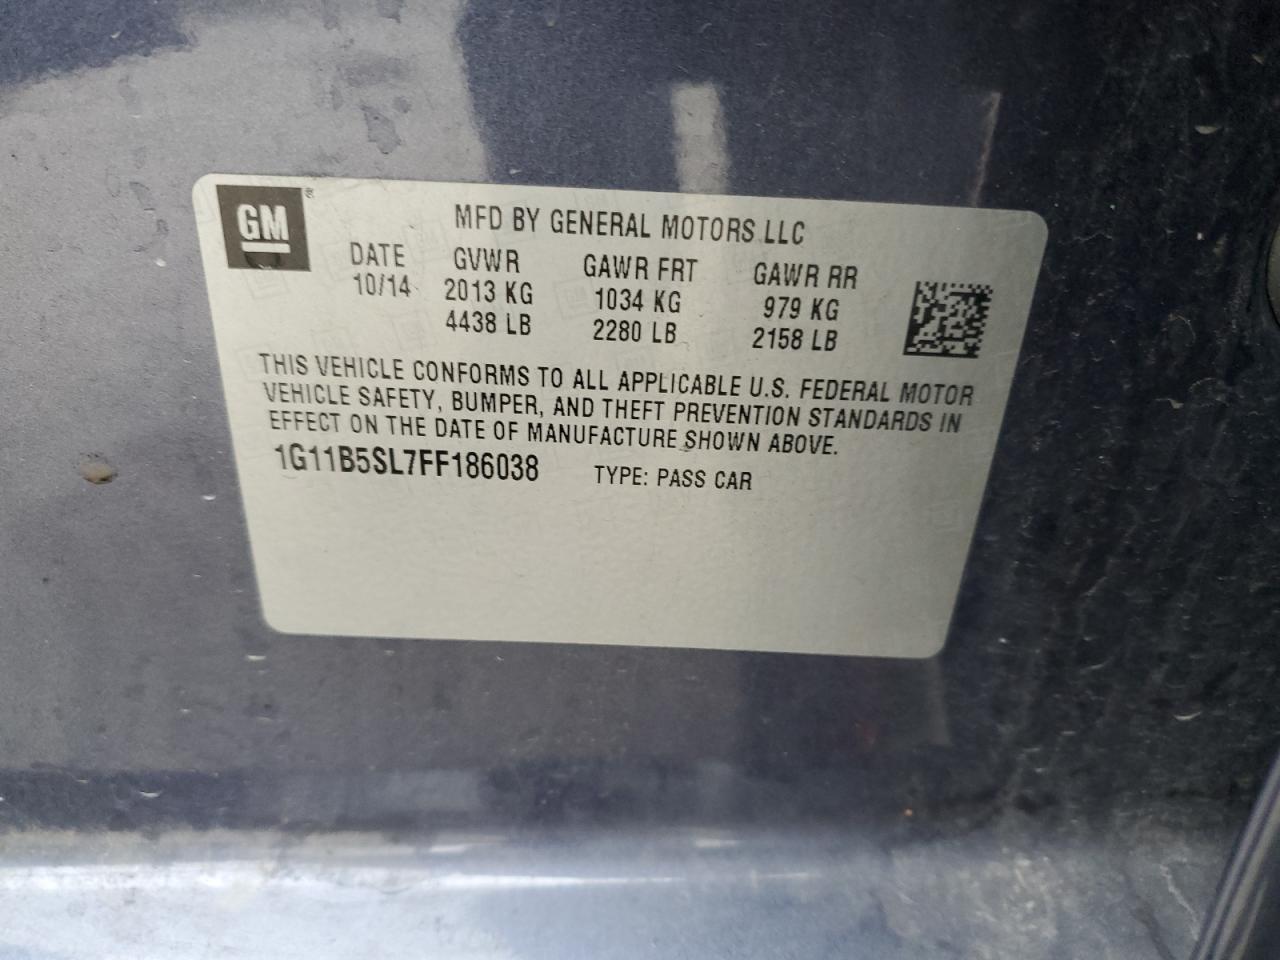 GM ®
MFD BY GENERAL MOTORS LLC
DATE GVWR GAWR FRT GAWR RR
10/14 2013 KG 1034 KG 979 KG
4438 LB 2280 LB 2158 LB
THIS VEHICLE CONFORMS TO ALL APPLICABLE U.S. FEDERAL MOTOR
VEHICLE SAFETY, BUMPER, AND THEFT PREVENTION STANDARDS IN
EFFECT ON THE DATE OF MANUFACTURE SHOWN ABOVE.
1G11B5SL7FF186038 TYPE: PASS CAR